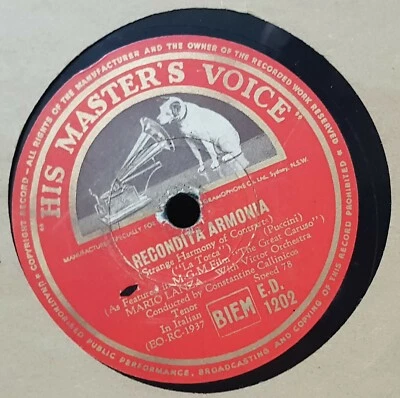 COPYRIGHT RECORD — ALL RIGHTS OF THE MANUFACTURER AND THE OWNER OF THE RECORDED WORK RESERVED
"HIS MASTER'S VOICE"
MANUFACTURED SPECIALLY FOR GRAMOPHONE Co. Ltd. Sydney, N.S.W.
RECONDITA ARMONIA
(Strange Harmony of Contrasts)
("La Tosca") (Puccini)
(As Featured in M-G-M Film "The Great Caruso")
MARIO LANZA With Victor Orchestra
Tenor Conducted by Constantine Callinicos
In Italian Speed 78
(EO-RC-1937 BIEM E.D.
1202
UNAUTHORISED PUBLIC PERFORMANCE, BROADCASTING AND COPYING OF THIS RECORD PROHIBITED